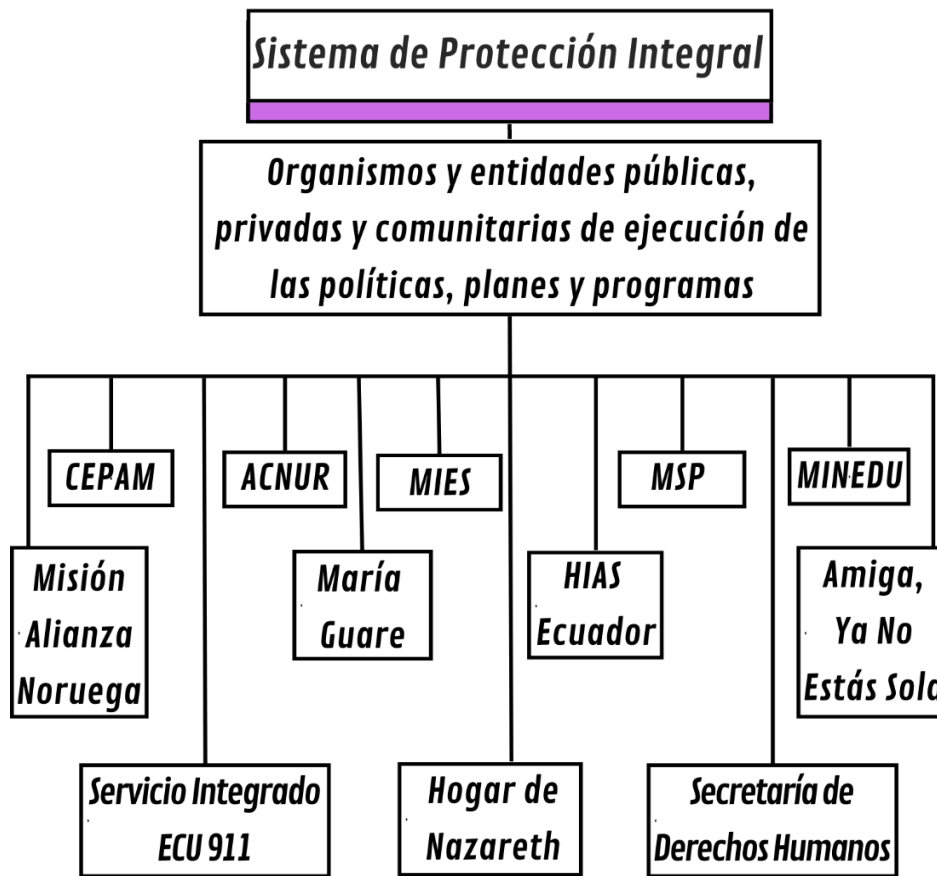 Sistema de Protección Integral
Organismos y entidades públicas,
privadas y comunitarias de ejecución de
las políticas, planes y programas
CEPAM
ACNUR
MIES
MSP
MINEDU
Misión
Alianza
Noruega
María
Guare
HIAS
Ecuador
Amiga,
Ya No
Estás Sola
Servicio Integrado
ECU 911
Hogar de
Nazareth
Secretaría de
Derechos Humanos